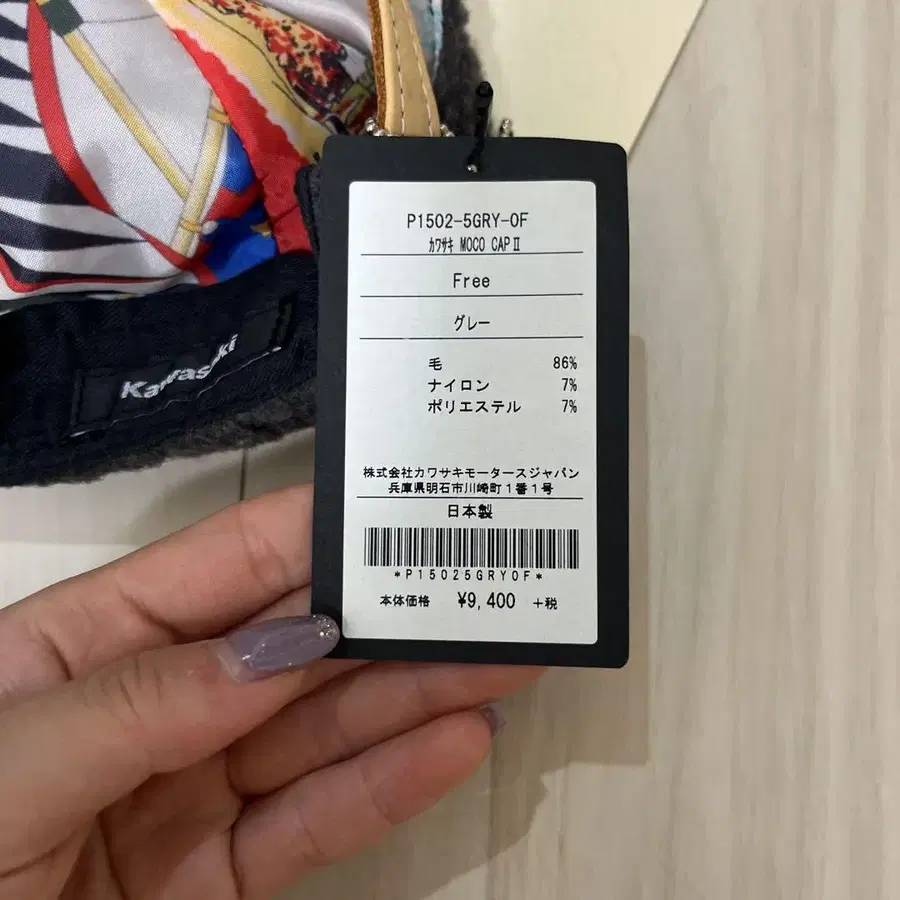 P1502-5GRY-OF
カワサキ MOCO CAPⅡ
Free
グレー
毛 86%
ナイロン 7%
ポリエステル 7%
株式会社カワサキモータースジャパン
兵庫県明石市川崎町1番1号
日本製
*P15025GRYOF*
本体価格 ¥9,400 +税
Kawasaki